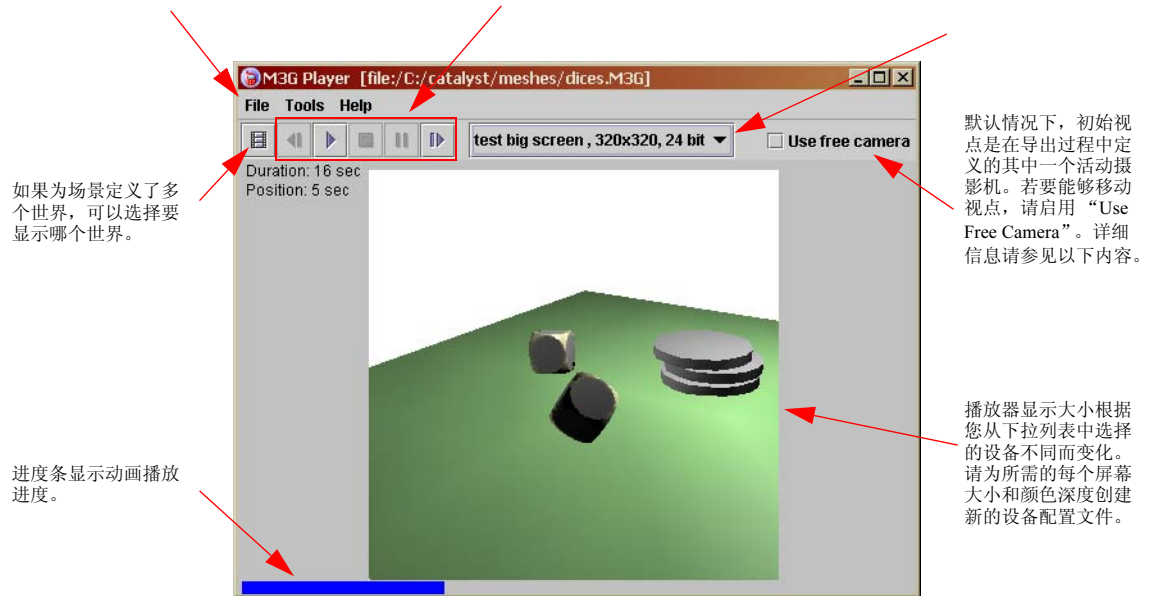 M3G Player [file:/C:/catalyst/meshes/dices.M3G]
File Tools Help
test big screen , 320x320, 24 bit
Use free camera
Duration: 16 sec
Position: 5 sec
如果为场景定义了多
个世界，可以选择要
显示哪个世界。
进度条显示动画播放
进度。
默认情况下，初始视
点是在导出过程中定
义的其中一个活动摄
影机。若要能够移动
视点，请启用 “Use
Free Camera”。详细
信息请参见以下内容。
播放器显示大小根据
您从下拉列表中选择
的设备不同而变化。
请为所需的每个屏幕
大小和颜色深度创建
新的设备配置文件。